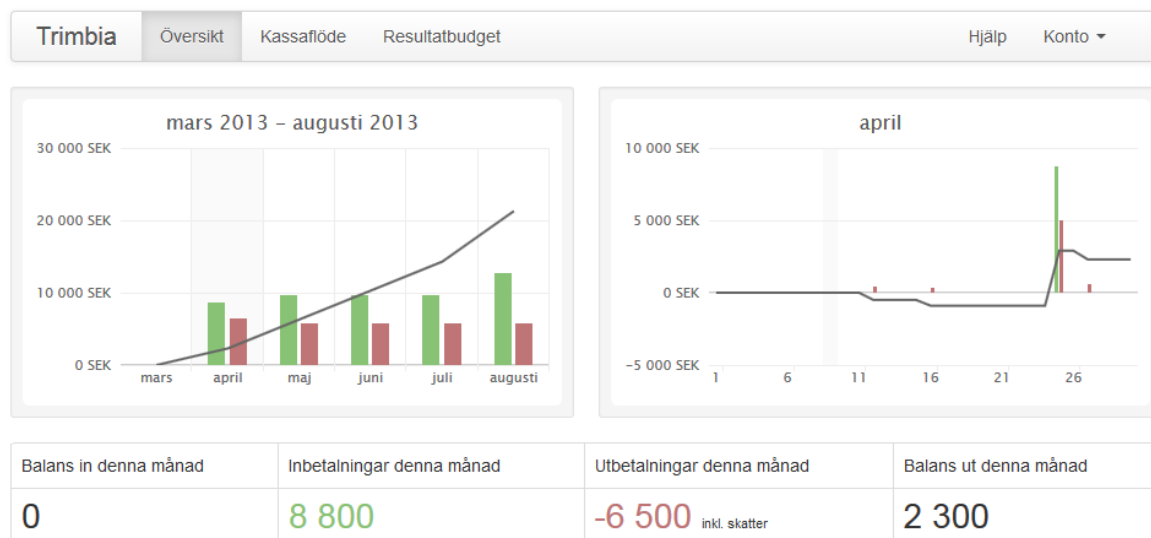 Trimbia Översikt Kassaflöde Resultatbudget Hjälp Konto
mars 2013 – augusti 2013
30 000 SEK
20 000 SEK
10 000 SEK
0 SEK
mars april maj juni juli augusti
april
10 000 SEK
5 000 SEK
0 SEK
−5 000 SEK
1 6 11 16 21 26
Balans in denna månad Inbetalningar denna månad Utbetalningar denna månad Balans ut denna månad
0 8 800 -6 500 inkl. skatter 2 300